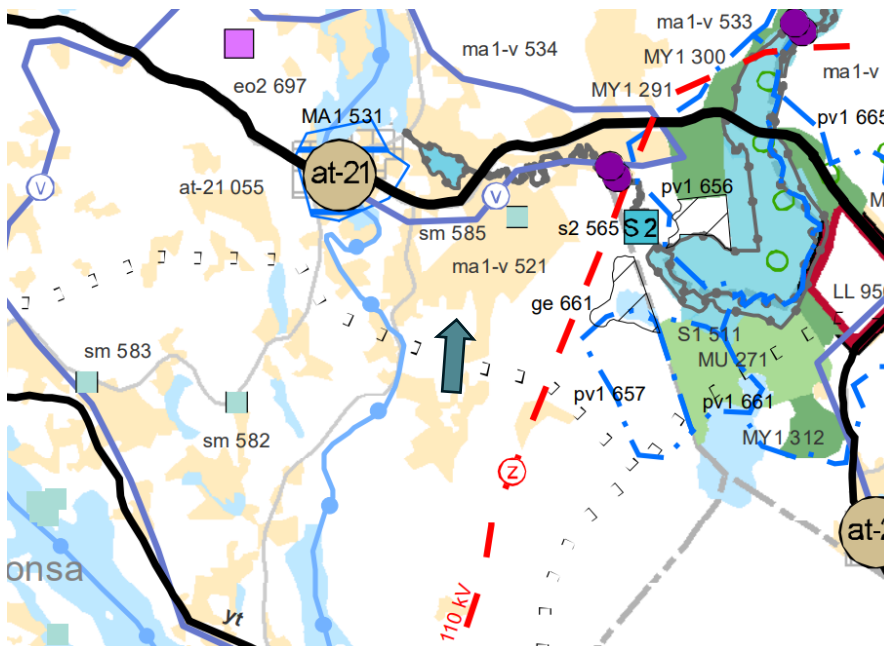 ma1-v 533
ma1-v 534
MY1 300
ma1-v
eo2 697
MY1 291
MA1 531
pv1 665
v
at-21
at-21 055
pv1 656
v
sm 585
s2 565
S2
ma1-v 521
LL 950
ge 661
S1 511
sm 583
MU 271
pv1 657
pv1 661
sm 582
MY1 312
z
at-2
onsa
110 kV
yt